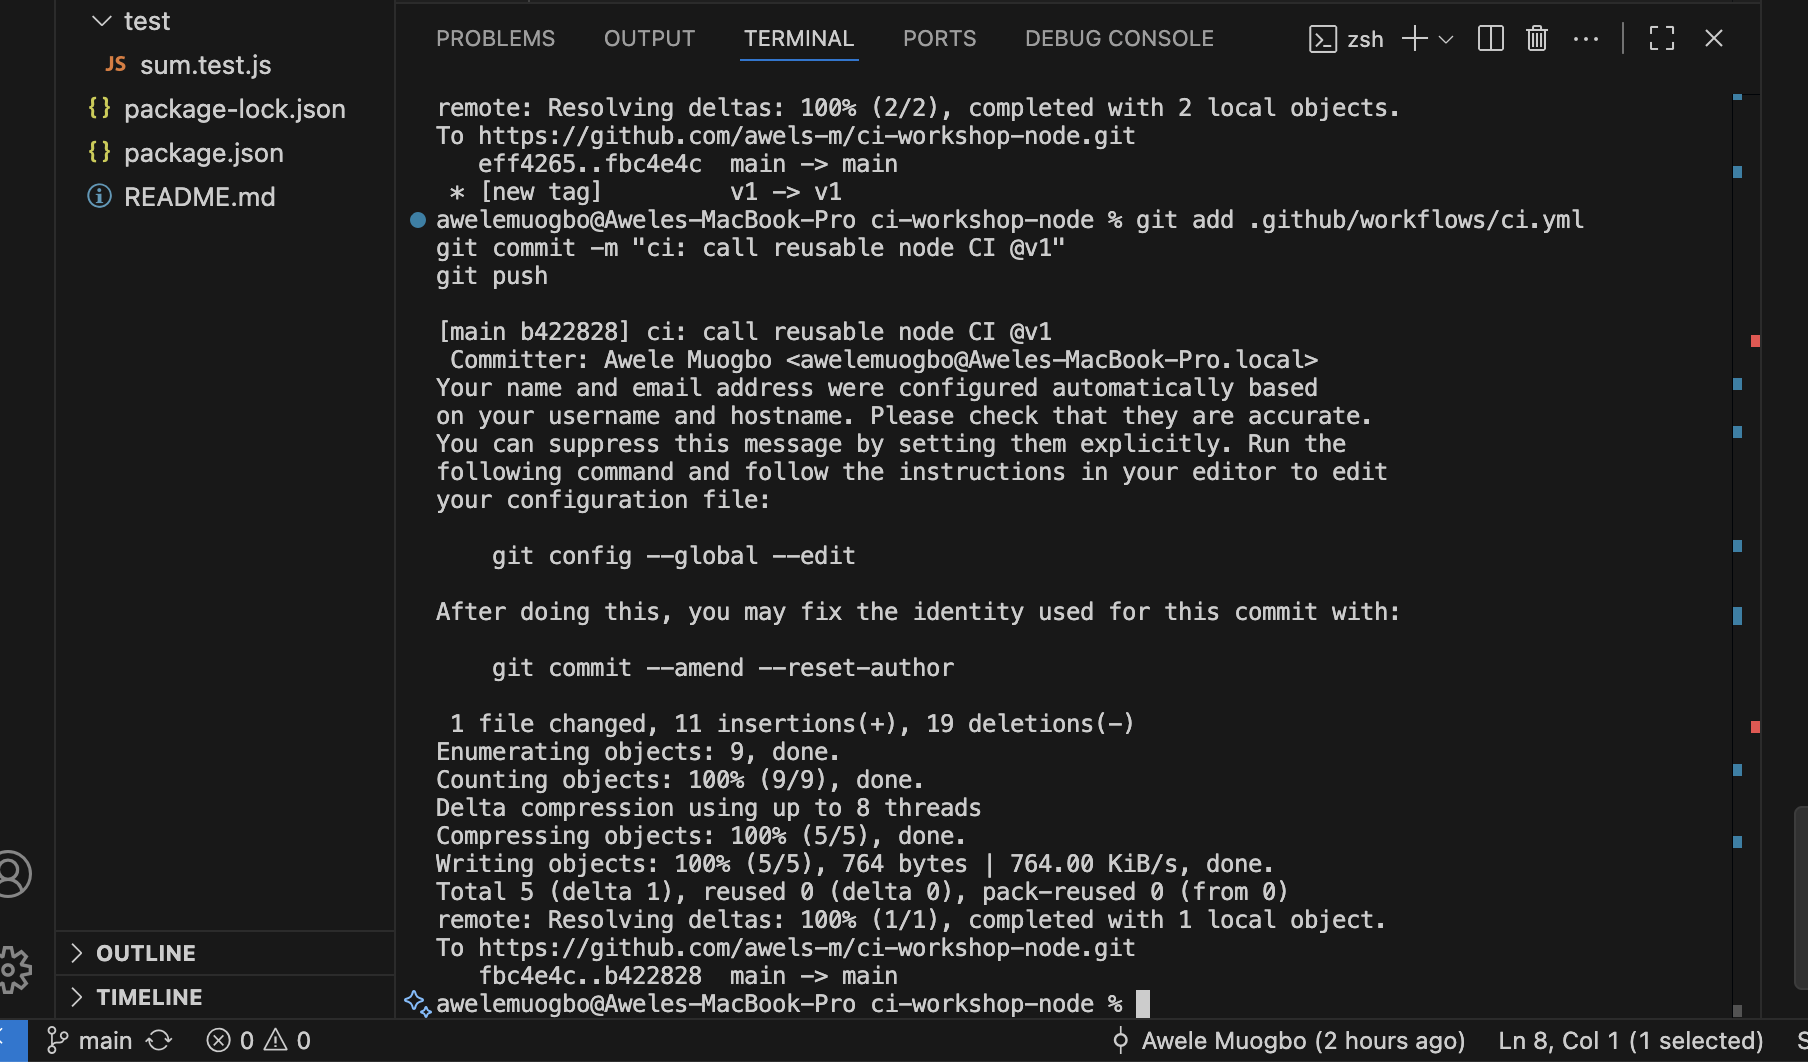 test
JS sum.test.js
{} package-lock.json
{} package.json
README.md
OUTLINE
TIMELINE
PROBLEMS OUTPUT TERMINAL PORTS DEBUG CONSOLE zsh
remote: Resolving deltas: 100% (2/2), completed with 2 local objects.
To https://github.com/awels-m/ci-workshop-node.git
   eff4265..fbc4e4c  main -> main
 * [new tag]         v1 -> v1
awelemuogbo@Aweles-MacBook-Pro ci-workshop-node % git add .github/workflows/ci.yml
git commit -m "ci: call reusable node CI @v1"
git push
[main b422828] ci: call reusable node CI @v1
 Committer: Awele Muogbo <awelemuogbo@Aweles-MacBook-Pro.local>
Your name and email address were configured automatically based
on your username and hostname. Please check that they are accurate.
You can suppress this message by setting them explicitly. Run the
following command and follow the instructions in your editor to edit
your configuration file:
    git config --global --edit
After doing this, you may fix the identity used for this commit with:
    git commit --amend --reset-author
 1 file changed, 11 insertions(+), 19 deletions(-)
Enumerating objects: 9, done.
Counting objects: 100% (9/9), done.
Delta compression using up to 8 threads
Compressing objects: 100% (5/5), done.
Writing objects: 100% (5/5), 764 bytes | 764.00 KiB/s, done.
Total 5 (delta 1), reused 0 (delta 0), pack-reused 0 (from 0)
remote: Resolving deltas: 100% (1/1), completed with 1 local object.
To https://github.com/awels-m/ci-workshop-node.git
   fbc4e4c..b422828  main -> main
awelemuogbo@Aweles-MacBook-Pro ci-workshop-node %
main 0 0 Awele Muogbo (2 hours ago) Ln 8, Col 1 (1 selected)